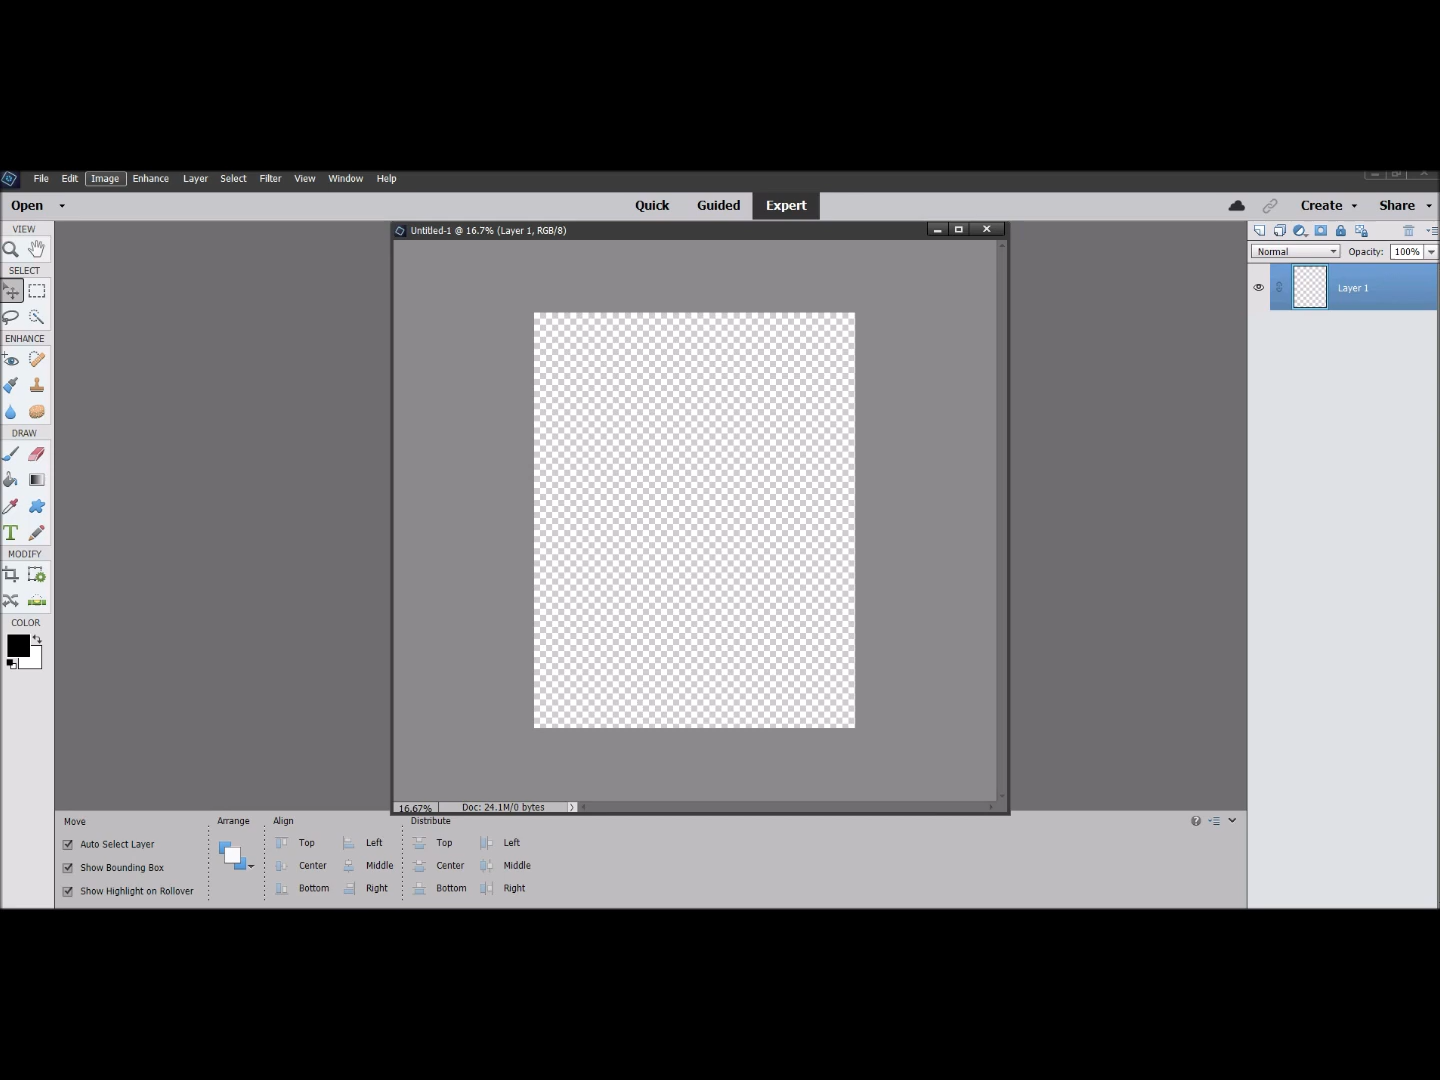 File Edit Image Enhance Layer Select Filter View Window Help
Open Quick Guided Expert Create Share
VIEW
SELECT
ENHANCE
DRAW
T
MODIFY
COLOR
Untitled-1 @ 16.7% (Layer 1, RGB/8)
16.67% Doc: 24.1M/0 bytes
Normal Opacity: 100%
Layer 1
Move Arrange Align Distribute
Auto Select Layer Top Left Top Left
Show Bounding Box Center Middle Center Middle
Show Highlight on Rollover Bottom Right Bottom Right